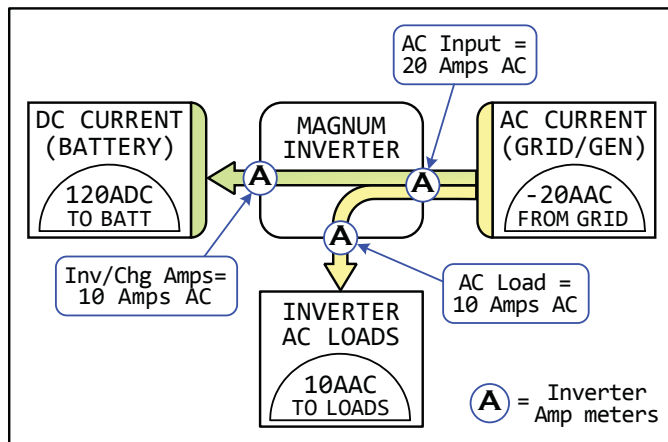 AC Input =
20 Amps AC
DC CURRENT
(BATTERY)
120ADC
TO BATT
MAGNUM
INVERTER
AC CURRENT
(GRID/GEN)
-20AAC
FROM GRID
A
A
A
Inv/Chg Amps=
10 Amps AC
AC Load =
10 Amps AC
INVERTER
AC LOADS
10AAC
TO LOADS
A = Inverter
Amp meters